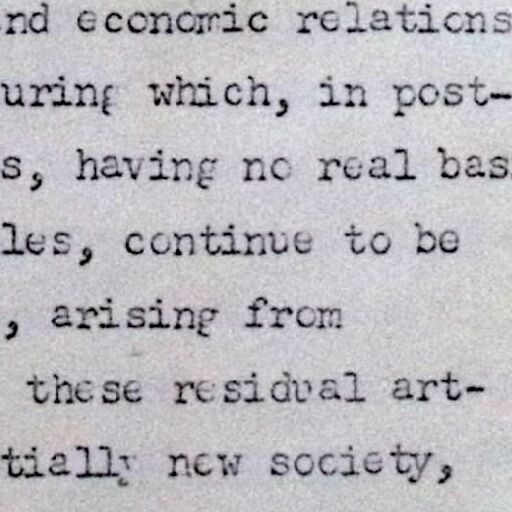 nd economic relations
uring which, in post-
s, having no real bas
les, continue to be
, arising from
these residual art-
tially new society,